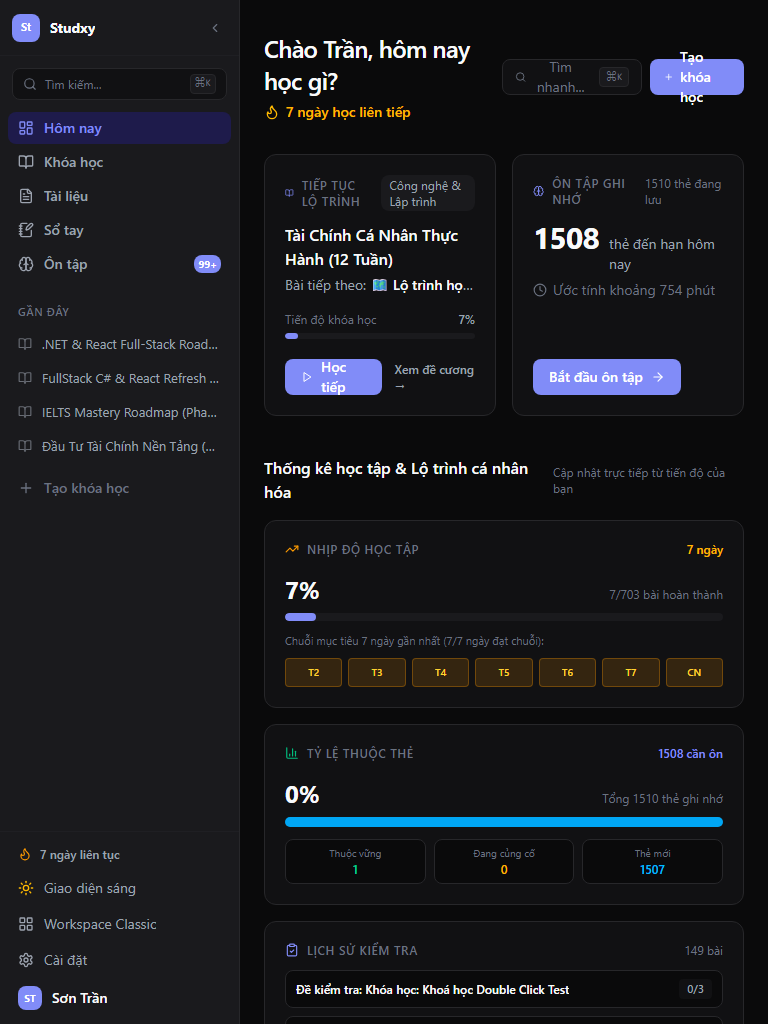 St Studxy
Tìm kiếm... ⌘K
Hôm nay
Khóa học
Tài liệu
Sổ tay
Ôn tập 99+
GẦN ĐÂY
.NET & React Full-Stack Road...
FullStack C# & React Refresh ...
IELTS Mastery Roadmap (Pha...
Đầu Tư Tài Chính Nền Tảng (...
Tạo khóa học
7 ngày liên tục
Giao diện sáng
Workspace Classic
Cài đặt
ST Sơn Trần
Chào Trần, hôm nay
học gì?
7 ngày học liên tiếp
Tìm
nhanh...
⌘K
Tạo
khóa
học
TIẾP TỤC
LỘ TRÌNH
Công nghệ &
Lập trình
Tài Chính Cá Nhân Thực
Hành (12 Tuần)
Bài tiếp theo: Lộ trình họ...
Tiến độ khóa học 7%
Học
tiếp
Xem đề cương
→
ÔN TẬP GHI
NHỚ
1510 thẻ đang
lưu
1508 thẻ đến hạn hôm
nay
Ước tính khoảng 754 phút
Bắt đầu ôn tập
Thống kê học tập & Lộ trình cá nhân
hóa
Cập nhật trực tiếp từ tiến độ của
bạn
NHỊP ĐỘ HỌC TẬP 7 ngày
7% 7/703 bài hoàn thành
Chuỗi mục tiêu 7 ngày gần nhất (7/7 ngày đạt chuỗi):
T2 T3 T4 T5 T6 T7 CN
TỶ LỆ THUỘC THẺ 1508 cần ôn
0% Tổng 1510 thẻ ghi nhớ
Thuộc vững Đang củng cố Thẻ mới
1 0 1507
LỊCH SỬ KIỂM TRA 149 bài
Đề kiểm tra: Khóa học: Khoá học Double Click Test 0/3